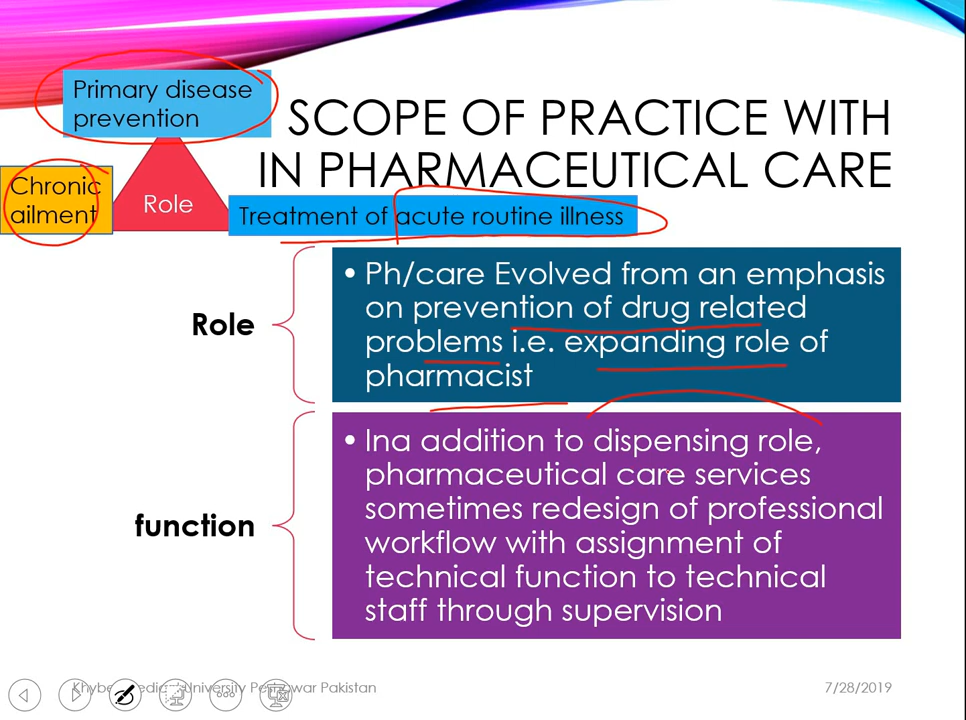 Primary disease
prevention
SCOPE OF PRACTICE WITH
IN PHARMACEUTICAL CARE
Chronic
ailment
Role
Treatment of acute routine illness
Role
• Ph/care Evolved from an emphasis
on prevention of drug related
problems i.e. expanding role of
pharmacist
function
• Ina addition to dispensing role,
pharmaceutical care services
sometimes redesign of professional
workflow with assignment of
technical function to technical
staff through supervision
University Pakistan
7/28/2019